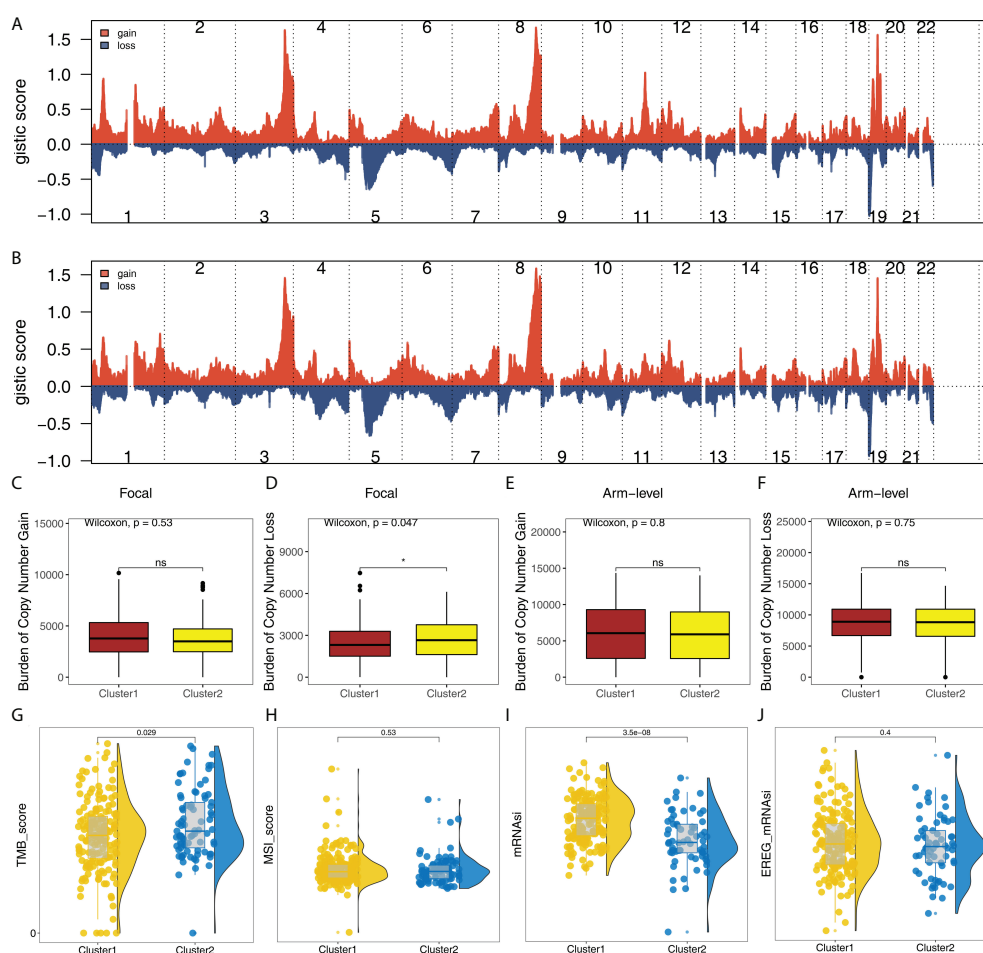 A
2 4 6 8 10 12 14 16 18 20 22
gain
loss
1.5
1.0
0.5
0.0
−0.5
−1.0
gistic score
1 3 5 7 9 11 13 15 17 19 21
B
2 4 6 8 10 12 14 16 18 20 22
gain
loss
1.5
1.0
0.5
0.0
−0.5
−1.0
gistic score
1 3 5 7 9 11 13 15 17 19 21
C
Focal
Wilcoxon, p = 0.53
ns
15000
10000
5000
0
Burden of Copy Number Gain
Cluster1 Cluster2
D
Focal
Wilcoxon, p = 0.047
*
9000
6000
3000
0
Burden of Copy Number Loss
Cluster1 Cluster2
E
Arm−level
Wilcoxon, p = 0.8
ns
20000
15000
10000
5000
0
Burden of Copy Number Gain
Cluster1 Cluster2
F
Arm−level
Wilcoxon, p = 0.75
ns
25000
20000
15000
10000
5000
0
Burden of Copy Number Loss
Cluster1 Cluster2
G
0.029
TMB_score
0
Cluster1 Cluster2
H
0.53
MSI_score
Cluster1 Cluster2
I
3.5e−08
mRNAsi
Cluster1 Cluster2
J
0.4
EREG_mRNAsi
Cluster1 Cluster2